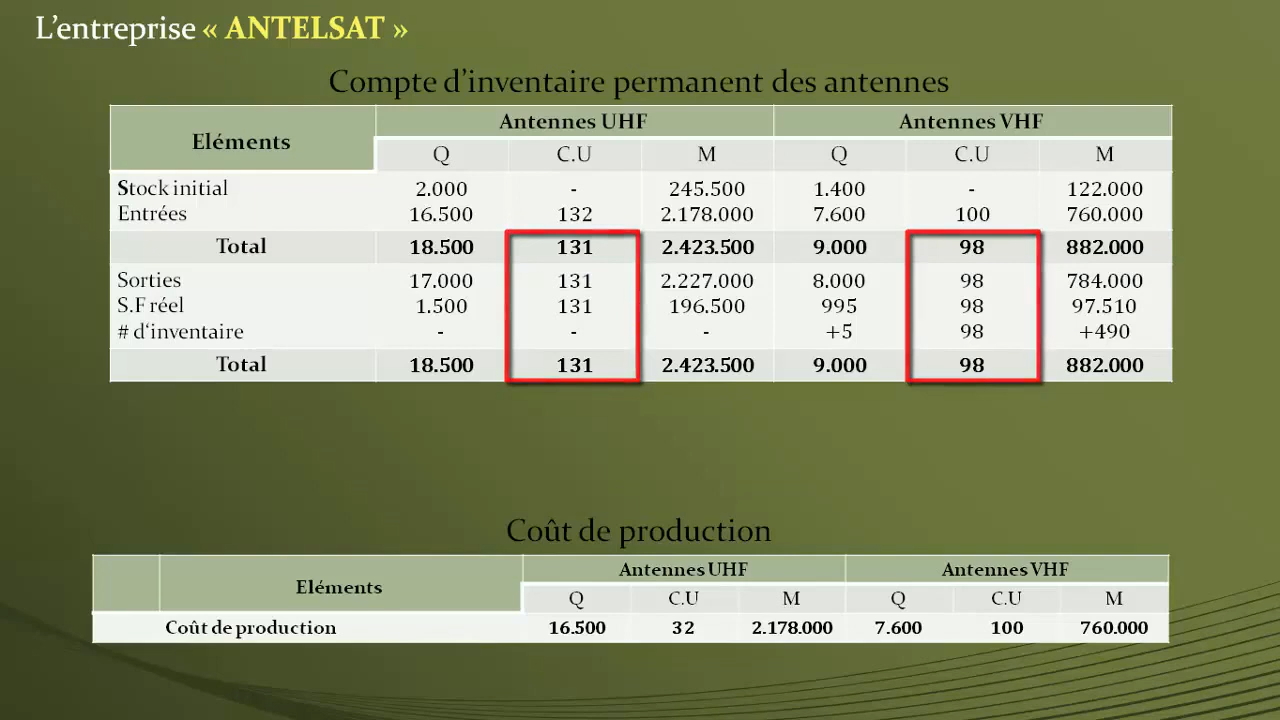 L'entreprise « ANTELSAT »
Compte d'inventaire permanent des antennes
Eléments Antennes UHF Antennes VHF
Q C.U M Q C.U M
Stock initial 2.000 - 245.500 1.400 - 122.000
Entrées 16.500 132 2.178.000 7.600 100 760.000
Total 18.500 131 2.423.500 9.000 98 882.000
Sorties 17.000 131 2.227.000 8.000 98 784.000
S.F réel 1.500 131 196.500 995 98 97.510
# d'inventaire - - - +5 98 +490
Total 18.500 131 2.423.500 9.000 98 882.000
Coût de production
Eléments Antennes UHF Antennes VHF
Q C.U M Q C.U M
Coût de production 16.500 32 2.178.000 7.600 100 760.000